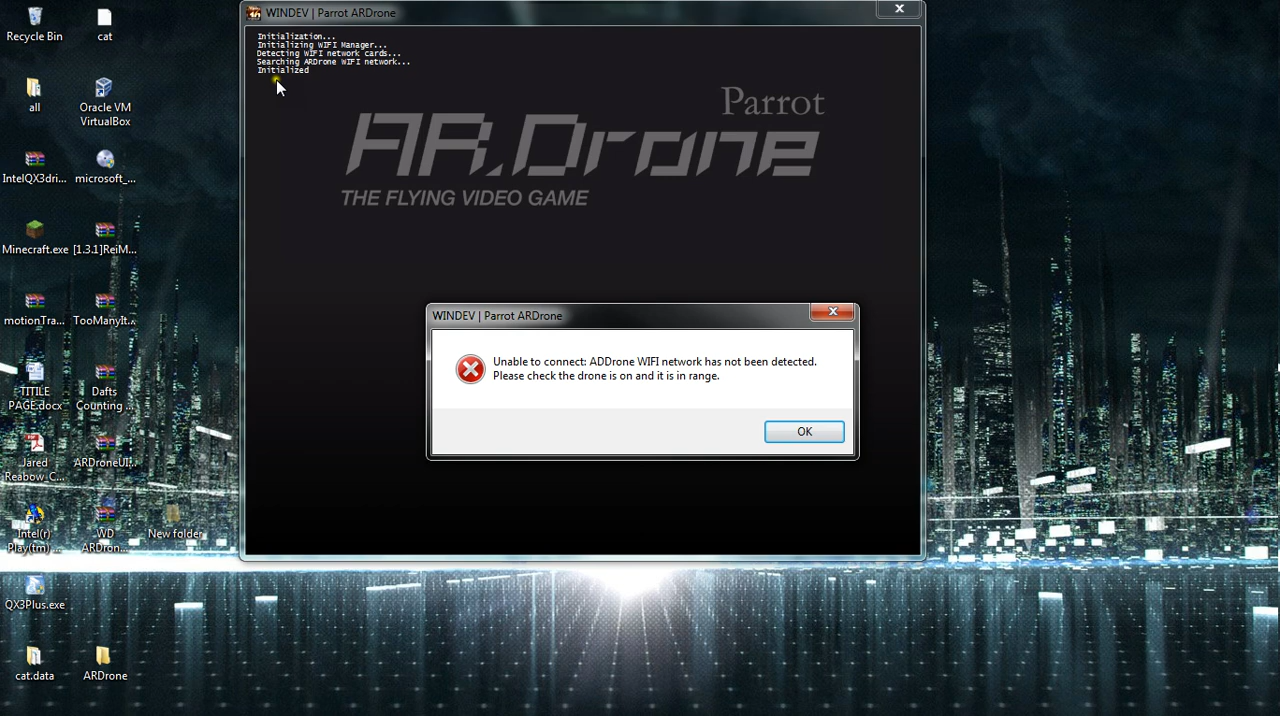 WINDEV | Parrot ARDrone
Initialization...
Initializing WIFI Manager...
Detecting WIFI network cards...
Searching ARDrone WIFI network...
Initialized
Parrot
AR.Drone
THE FLYING VIDEO GAME
WINDEV | Parrot ARDrone
Unable to connect: ADDrone WIFI network has not been detected.
Please check the drone is on and it is in range.
OK
Recycle Bin
cat
all
Oracle VM
VirtualBox
IntelQX3dri...
microsoft_...
Minecraft.exe
[1.3.1]ReiM...
motionTra...
TooManyIt...
TITILE
PAGE.docx
Dafts
Counting ...
Jared
Reabow C...
ARDroneUI...
Intel(r)
Play(tm) ...
WD
ARDron...
New folder
QX3Plus.exe
cat.data
ARDrone